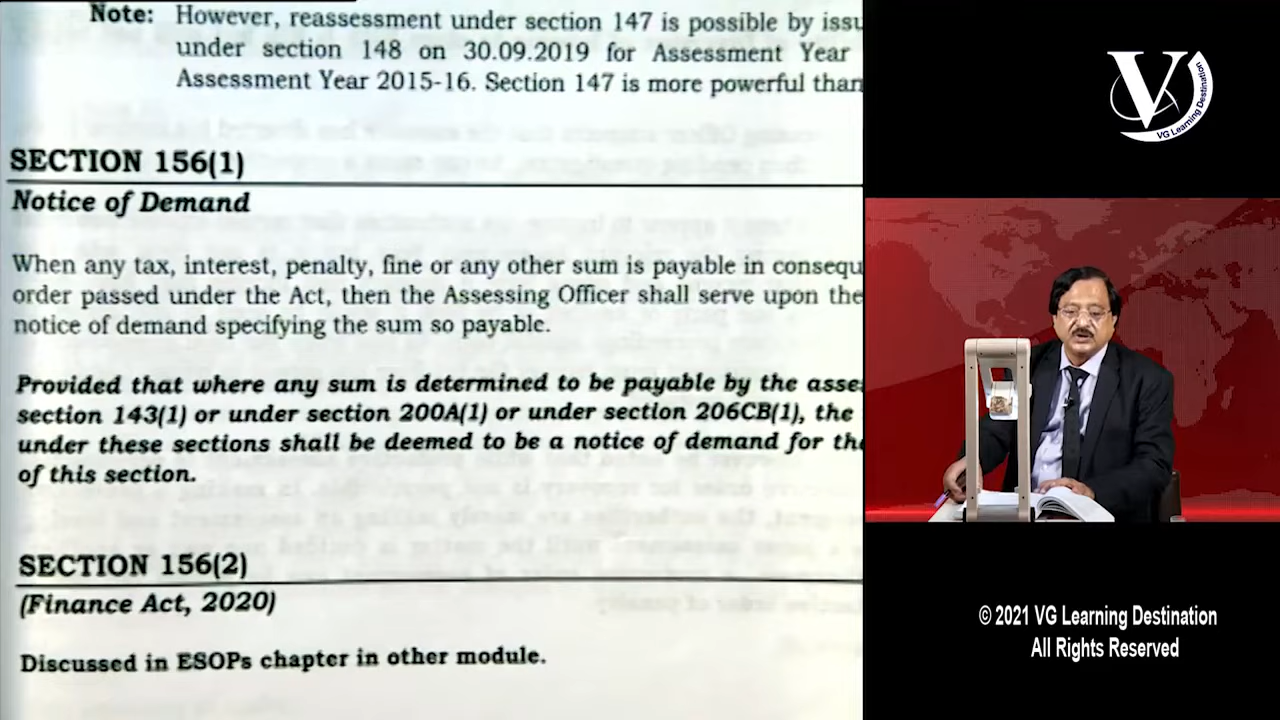 Note: However, reassessment under section 147 is possible by issu
under section 148 on 30.09.2019 for Assessment Year
Assessment Year 2015-16. Section 147 is more powerful than
SECTION 156(1)
Notice of Demand
When any tax, interest, penalty, fine or any other sum is payable in consequ
order passed under the Act, then the Assessing Officer shall serve upon the
notice of demand specifying the sum so payable.
Provided that where any sum is determined to be payable by the asse
section 143(1) or under section 200A(1) or under section 206CB(1), the
under these sections shall be deemed to be a notice of demand for the
of this section.
SECTION 156(2)
(Finance Act, 2020)
Discussed in ESOPs chapter in other module.
V
VG Learning Destination
© 2021 VG Learning Destination
All Rights Reserved